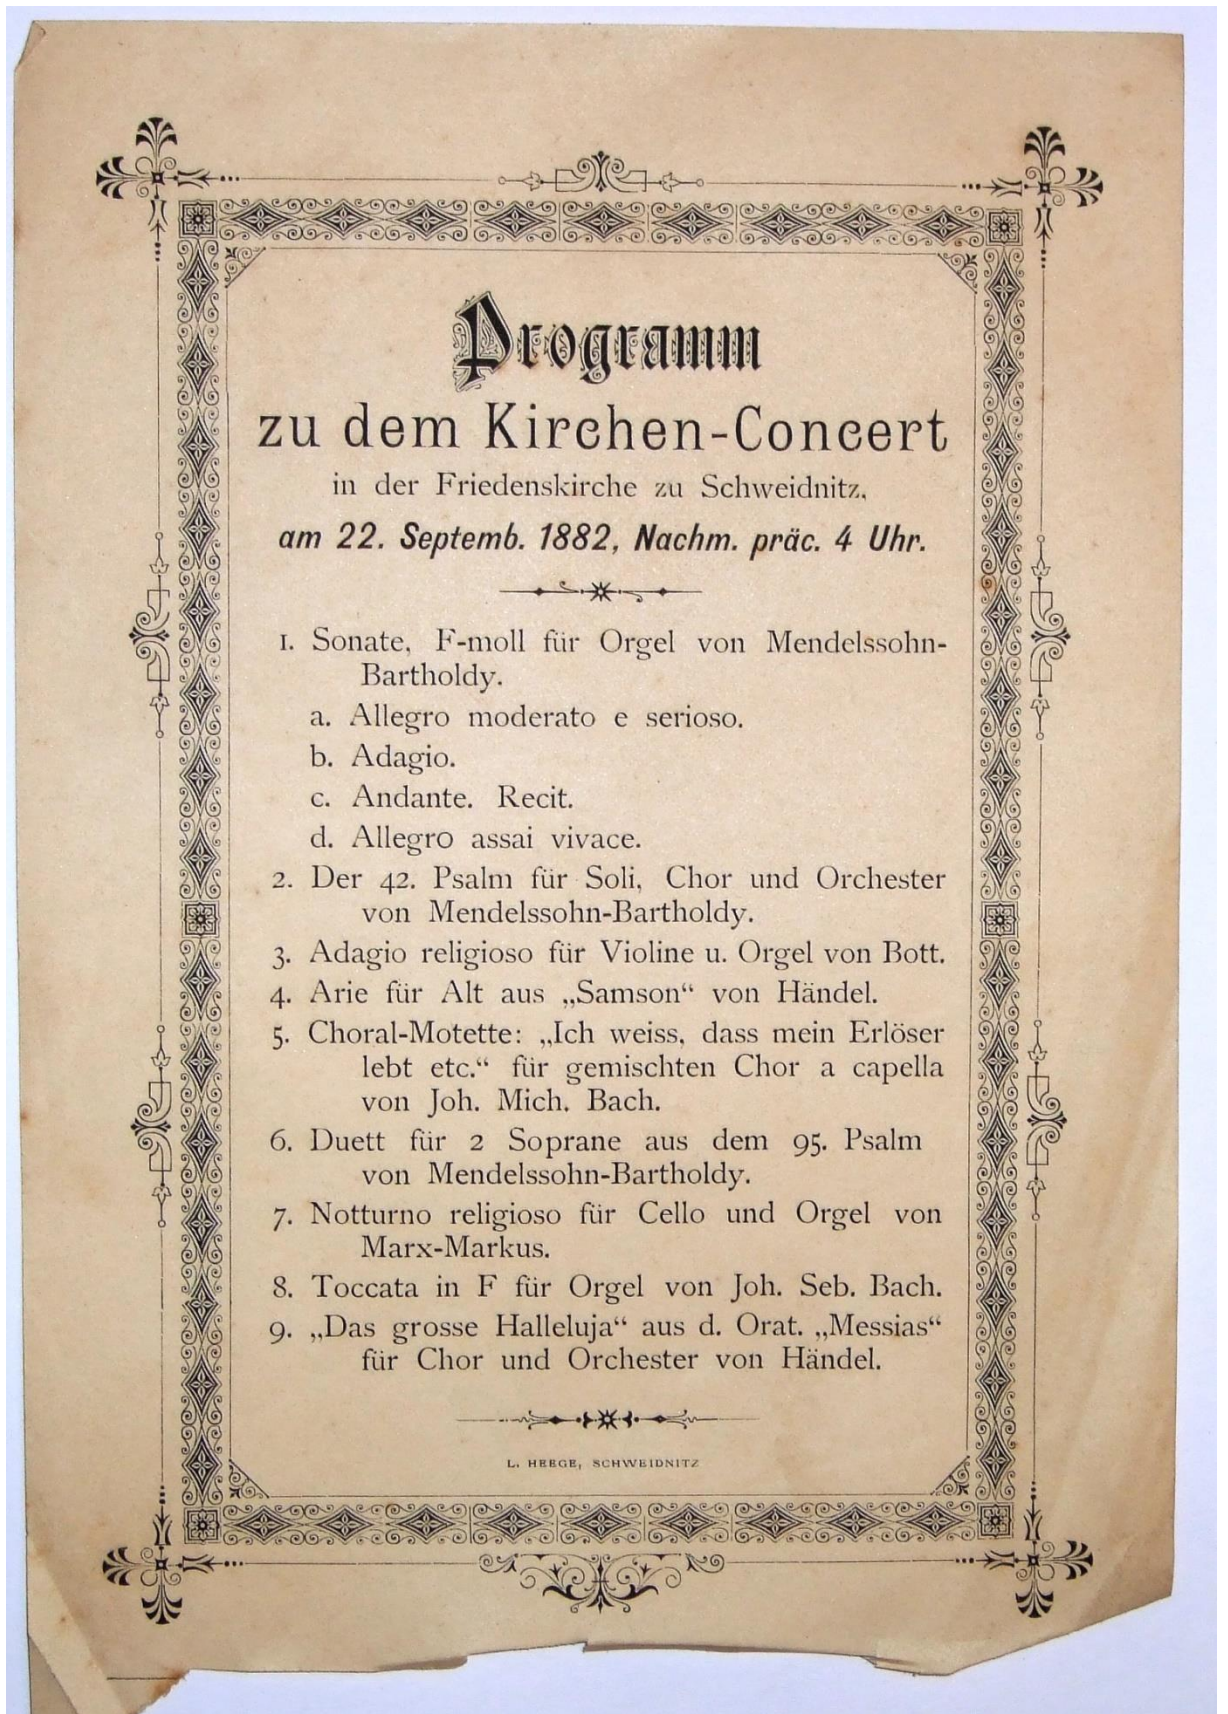 Programm
zu dem Kirchen-Concert
in der Friedenskirche zu Schweidnitz,
am 22. Septemb. 1882, Nachm. präc. 4 Uhr.
1. Sonate, F-moll für Orgel von Mendelssohn-
Bartholdy.
a. Allegro moderato e serioso.
b. Adagio.
c. Andante. Recit.
d. Allegro assai vivace.
2. Der 42. Psalm für Soli, Chor und Orchester
von Mendelssohn-Bartholdy.
3. Adagio religioso für Violine u. Orgel von Bott.
4. Arie für Alt aus „Samson“ von Händel.
5. Choral-Motette: „Ich weiss, dass mein Erlöser
lebt etc.“ für gemischten Chor a capella
von Joh. Mich. Bach.
6. Duett für 2 Soprane aus dem 95. Psalm
von Mendelssohn-Bartholdy.
7. Notturno religioso für Cello und Orgel von
Marx-Markus.
8. Toccata in F für Orgel von Joh. Seb. Bach.
9. „Das grosse Halleluja“ aus d. Orat. „Messias“
für Chor und Orchester von Händel.
L. HEEGE, SCHWEIDNITZ